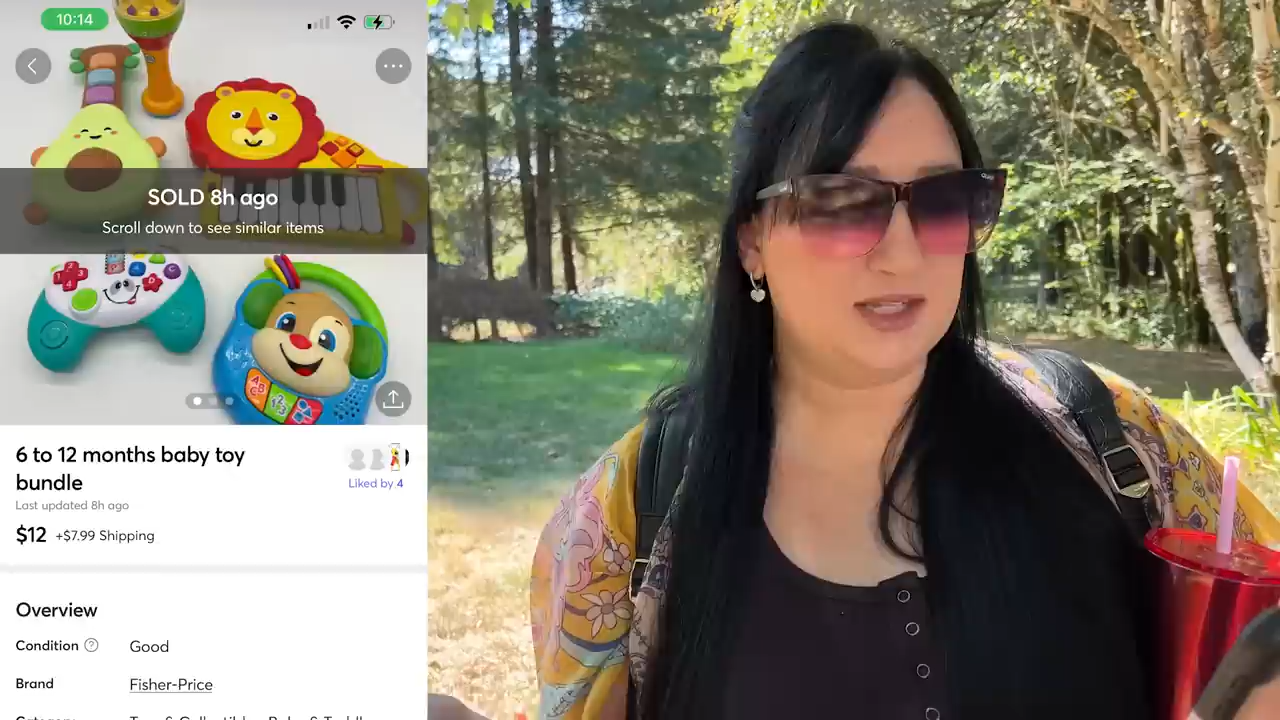 10:14
SOLD 8h ago
Scroll down to see similar items
6 to 12 months baby toy
bundle
Liked by 4
Last updated 8h ago
$12 +$7.99 Shipping
Overview
Condition Good
Brand Fisher-Price